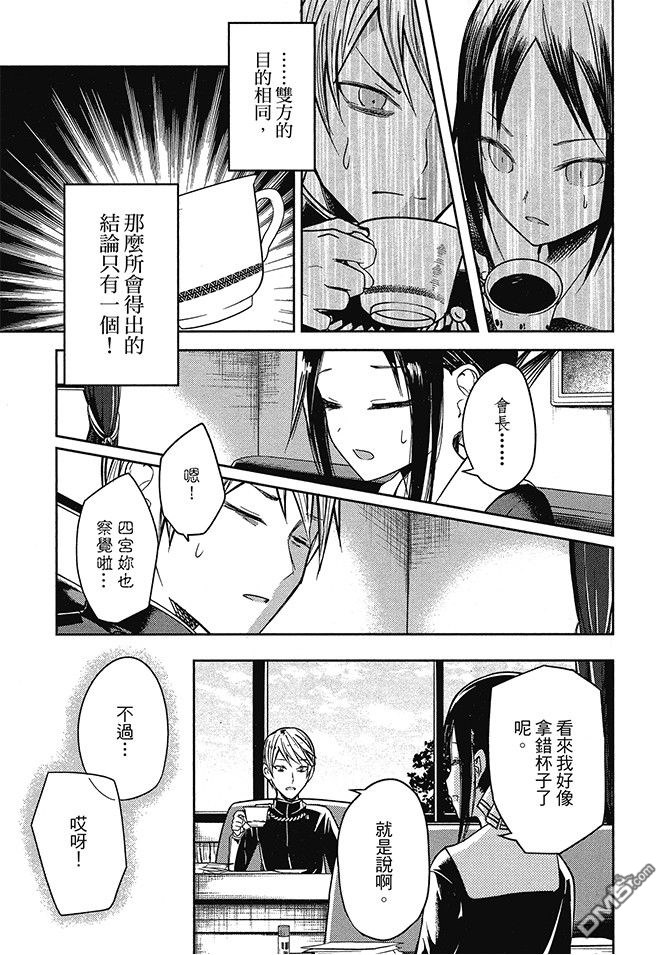 ……雙方的
目的相同，
那麼所會得出的
結論只有一個！
會長……
嗯！
四宮妳也
察覺啦…
看來我好像
拿錯杯子了
呢。
就是說啊。
不過…
哎呀！
DM5.com